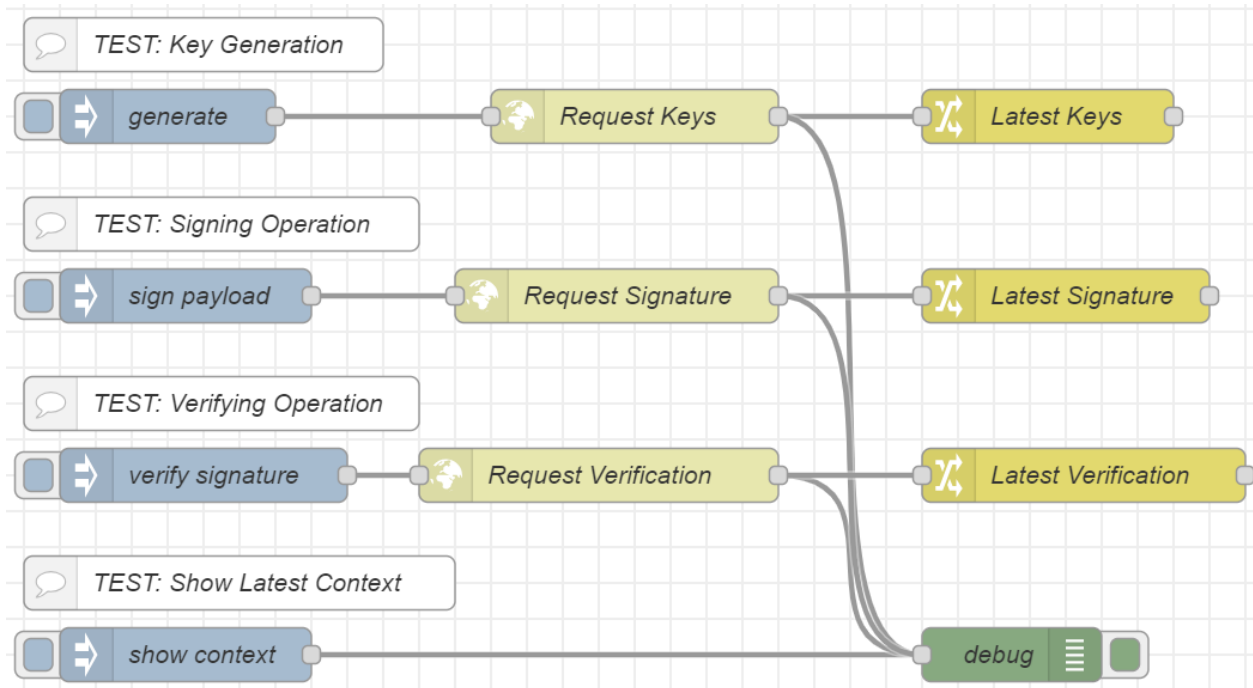 TEST: Key Generation
generate
Request Keys
Latest Keys
TEST: Signing Operation
sign payload
Request Signature
Latest Signature
TEST: Verifying Operation
verify signature
Request Verification
Latest Verification
TEST: Show Latest Context
show context
debug